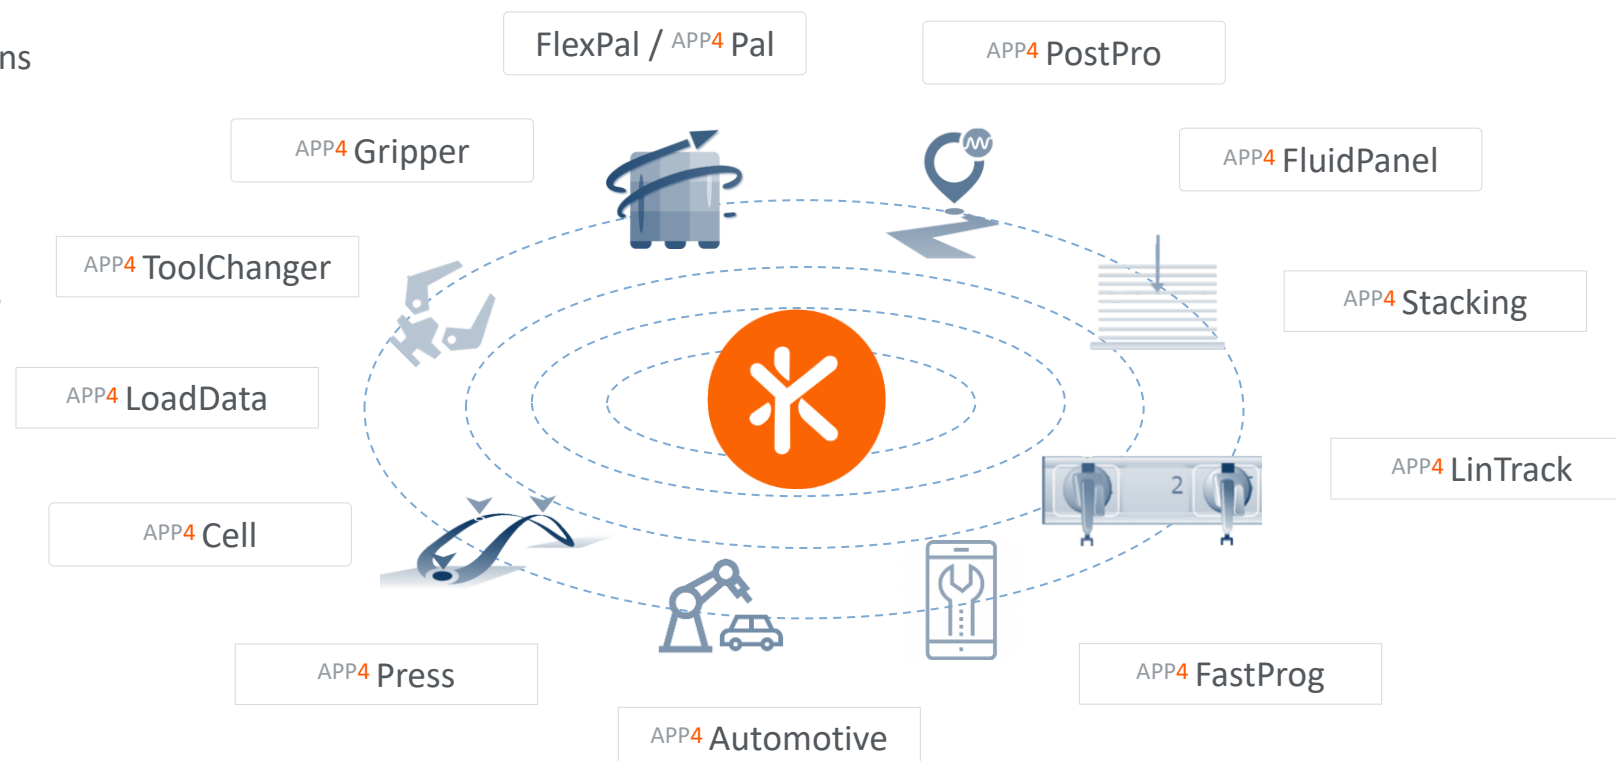 ns
FlexPal / APP4 Pal
APP4 PostPro
APP4 Gripper
APP4 FluidPanel
APP4 ToolChanger
APP4 Stacking
APP4 LoadData
APP4 LinTrack
2
APP4 Cell
APP4 Press
APP4 FastProg
APP4 Automotive